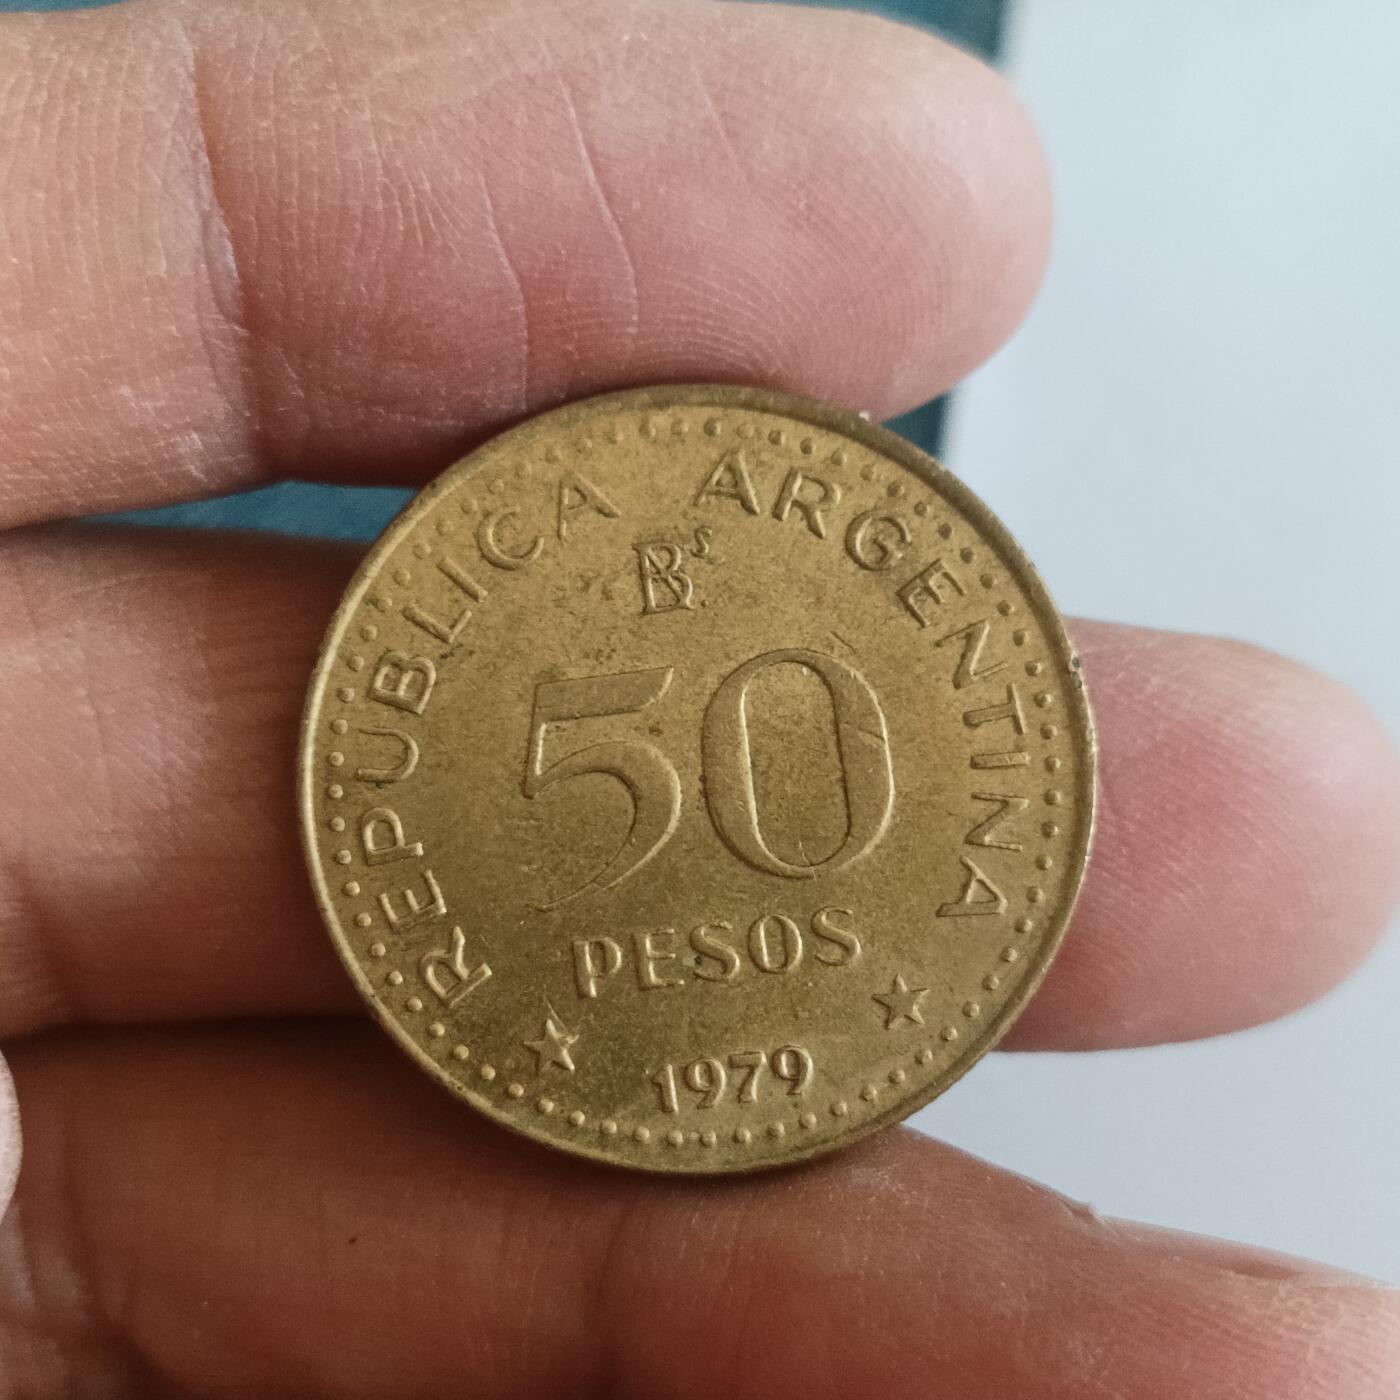 REPUBLICA ARGENTINA
Bs
50
PESOS
1979